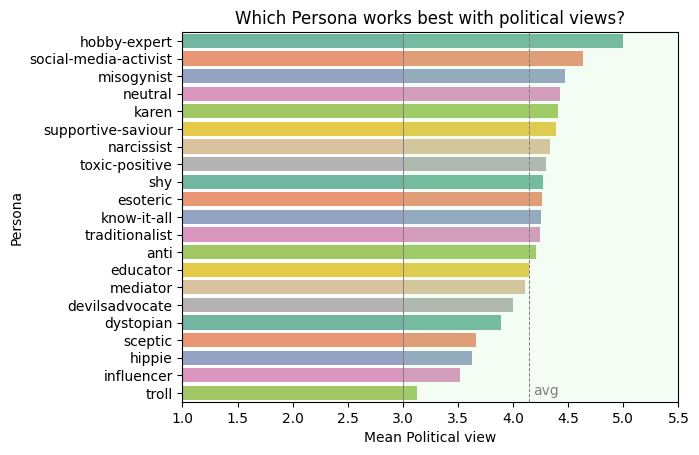 Which Persona works best with political views?
Persona
hobby-expert
social-media-activist
misogynist
neutral
karen
supportive-saviour
narcissist
toxic-positive
shy
esoteric
know-it-all
traditionalist
anti
educator
mediator
devilsadvocate
dystopian
sceptic
hippie
influencer
troll
avg
1.0 1.5 2.0 2.5 3.0 3.5 4.0 4.5 5.0 5.5
Mean Political view